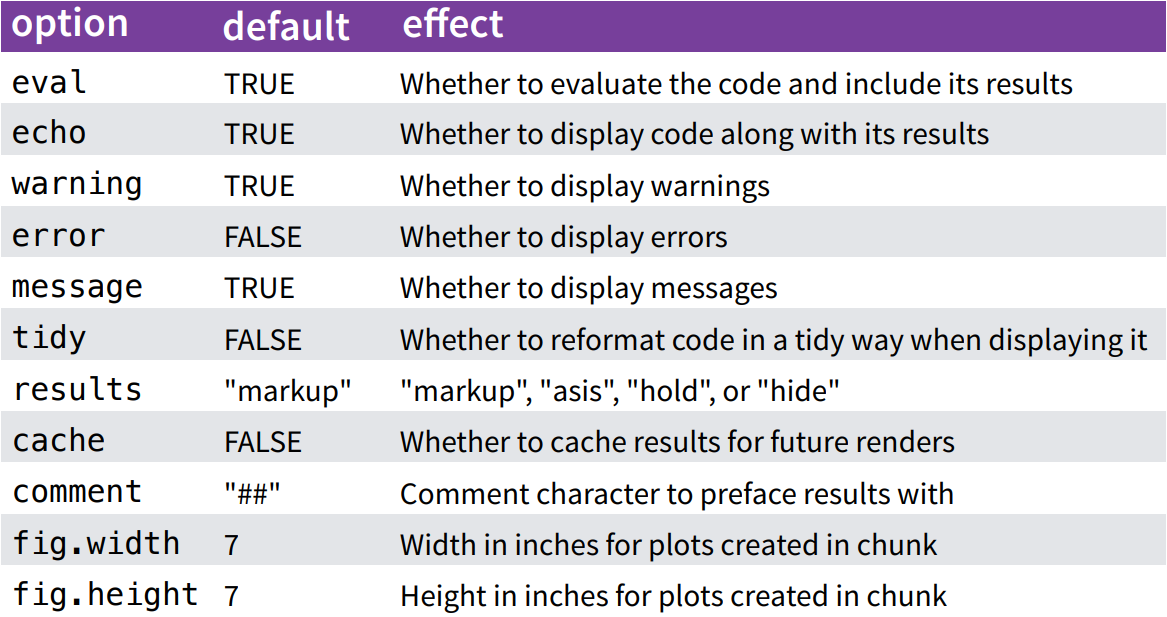 option default effect
eval TRUE Whether to evaluate the code and include its results
echo TRUE Whether to display code along with its results
warning TRUE Whether to display warnings
error FALSE Whether to display errors
message TRUE Whether to display messages
tidy FALSE Whether to reformat code in a tidy way when displaying it
results "markup" "markup", "asis", "hold", or "hide"
cache FALSE Whether to cache results for future renders
comment "##" Comment character to preface results with
fig.width 7 Width in inches for plots created in chunk
fig.height 7 Height in inches for plots created in chunk